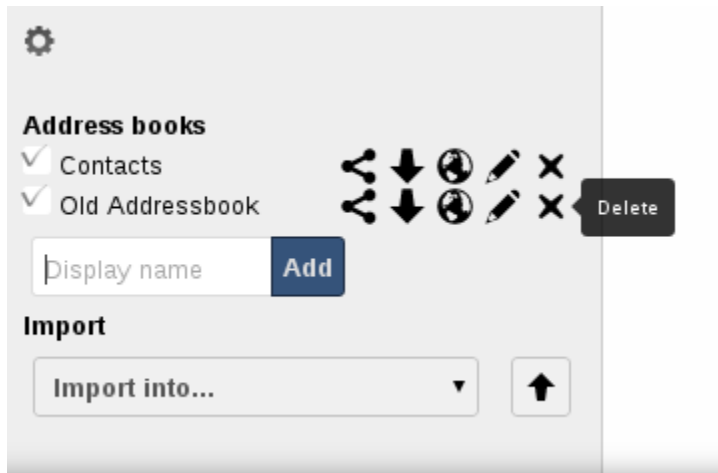 Address books
Contacts
Old Addressbook
Delete
Display name
Add
Import
Import into...